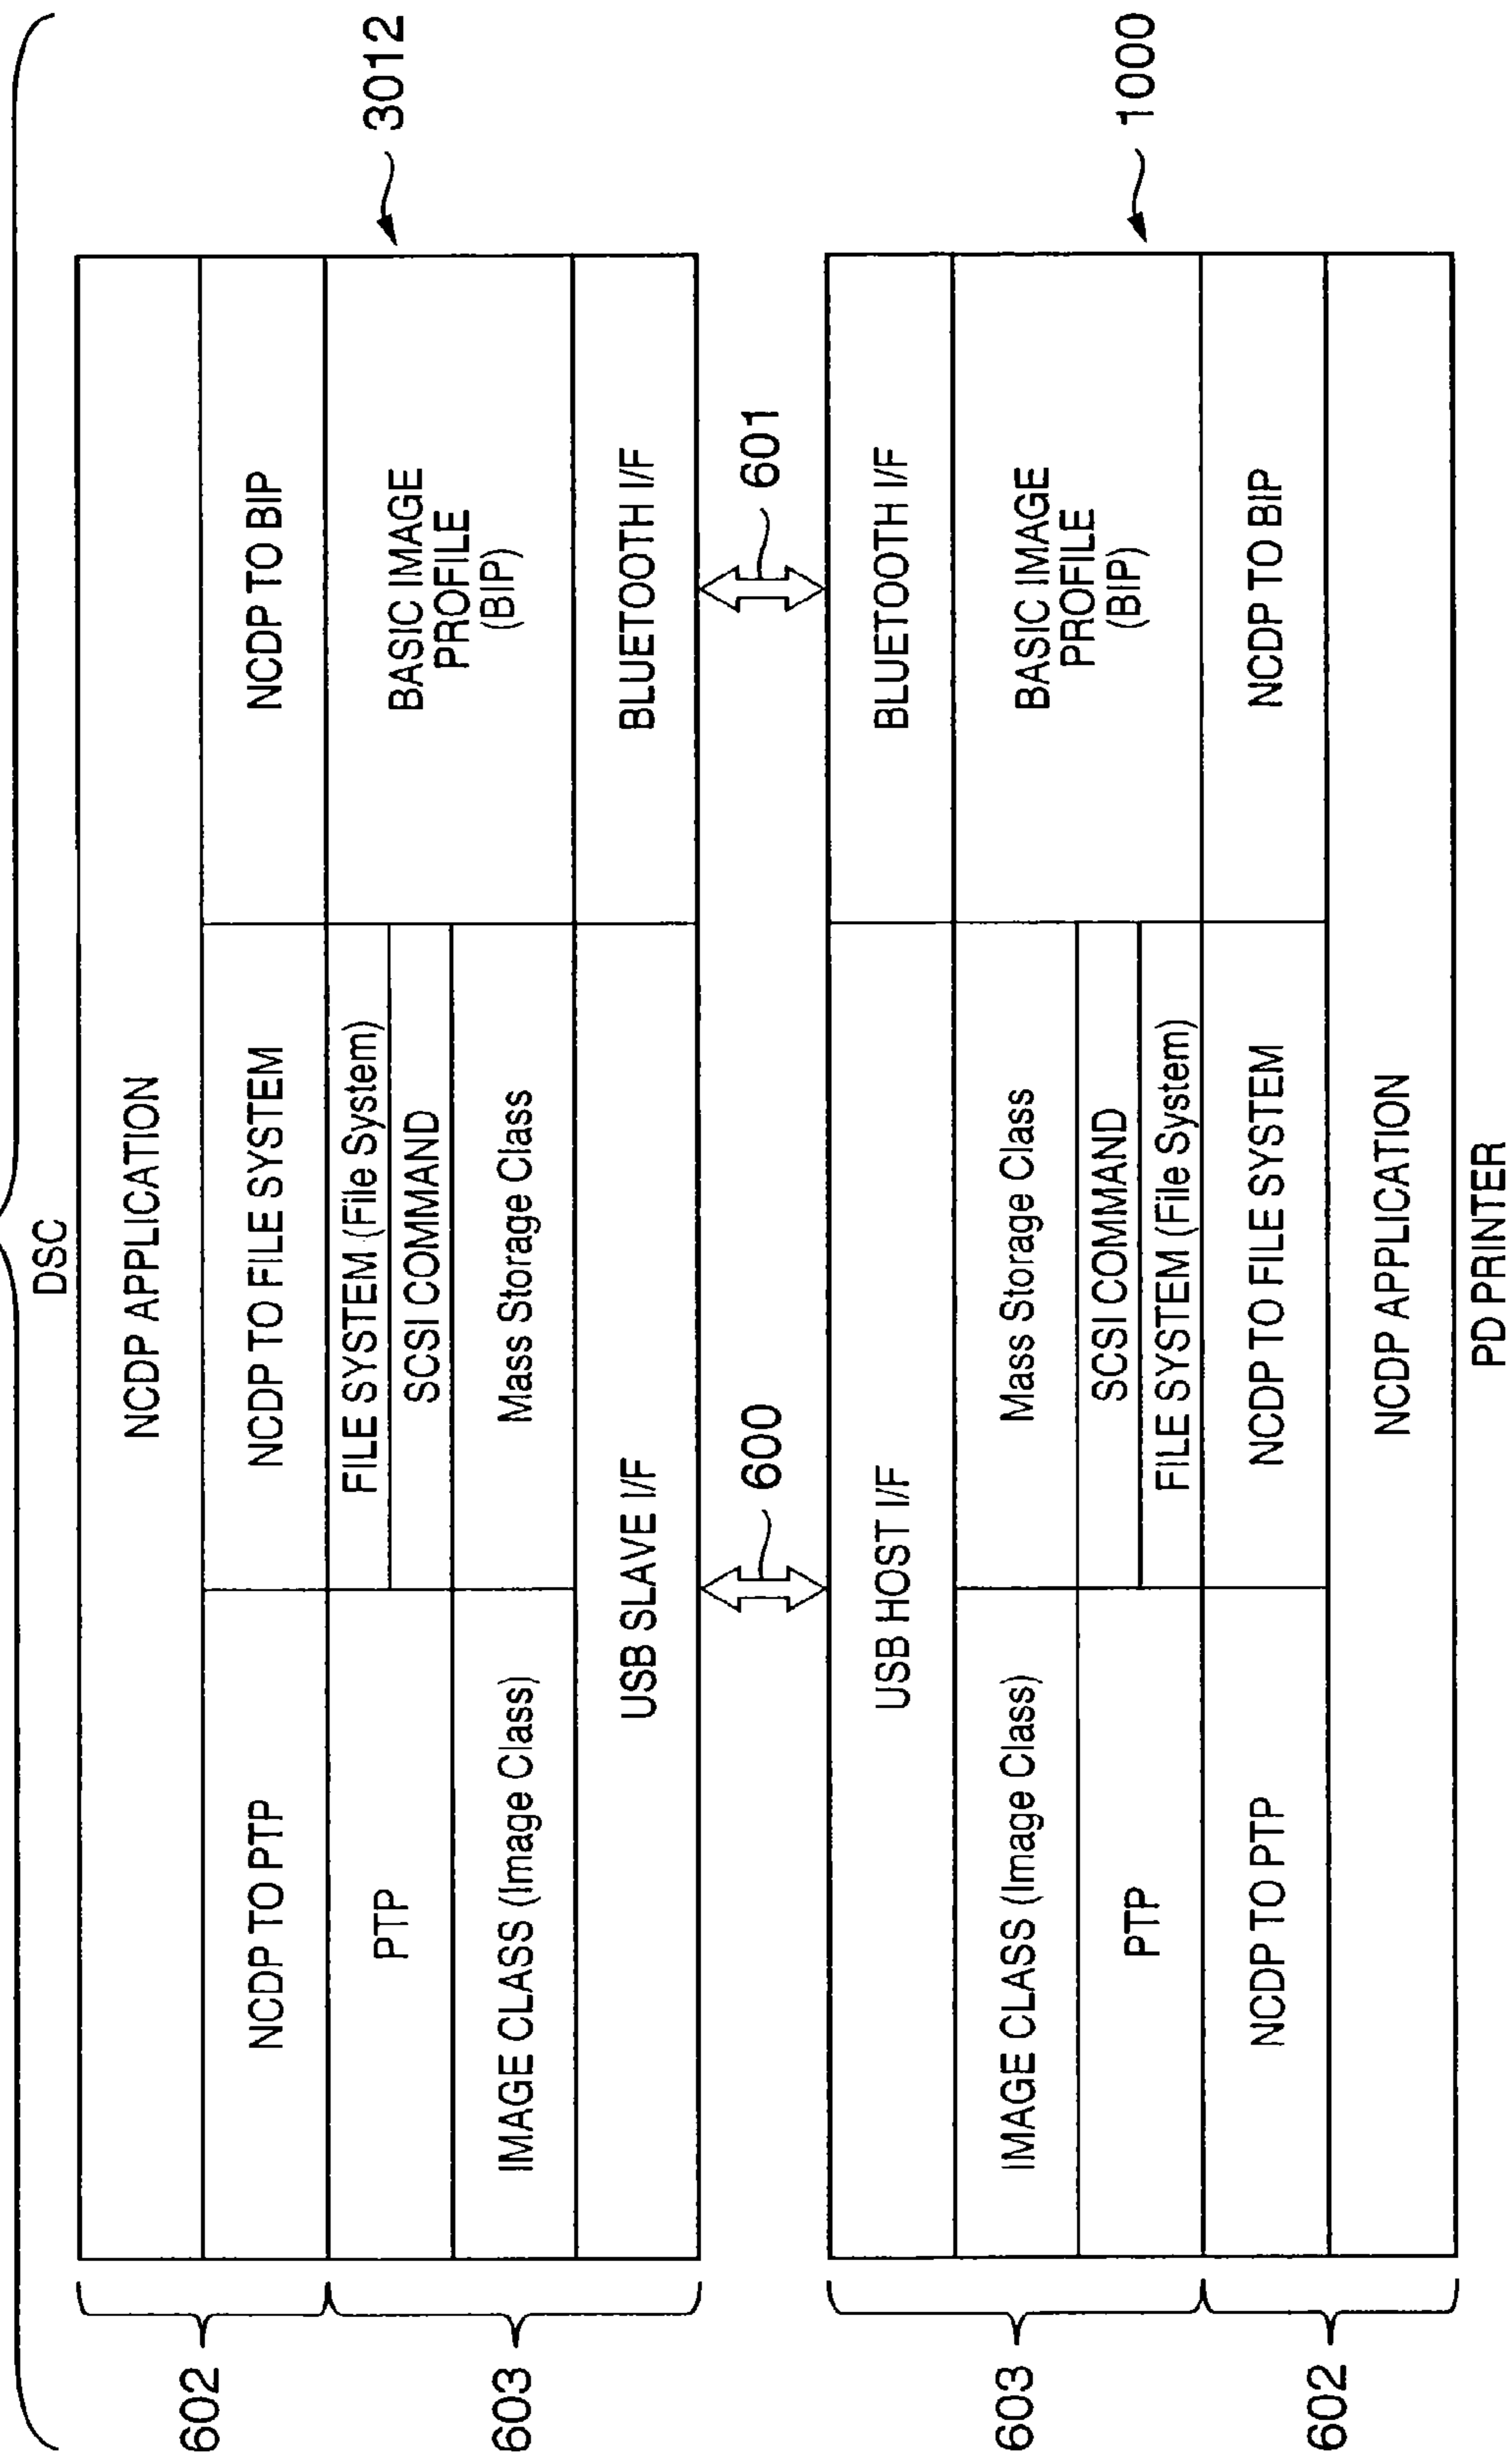 DSC
NCDP APPLICATION
602
NCDP TO PTP
NCDP TO FILE SYSTEM
NCDP TO BIP
3012
603
PTP
FILE SYSTEM (File System)
SCSI COMMAND
BASIC IMAGE
PROFILE
(BIP)
IMAGE CLASS (Image Class)
Mass Storage Class
USB SLAVE I/F
BLUETOOTH I/F
600
601
USB HOST I/F
BLUETOOTH I/F
603
IMAGE CLASS (Image Class)
Mass Storage Class
BASIC IMAGE
PROFILE
(BIP)
1000
PTP
SCSI COMMAND
FILE SYSTEM (File System)
602
NCDP TO PTP
NCDP TO FILE SYSTEM
NCDP TO BIP
NCDP APPLICATION
PD PRINTER